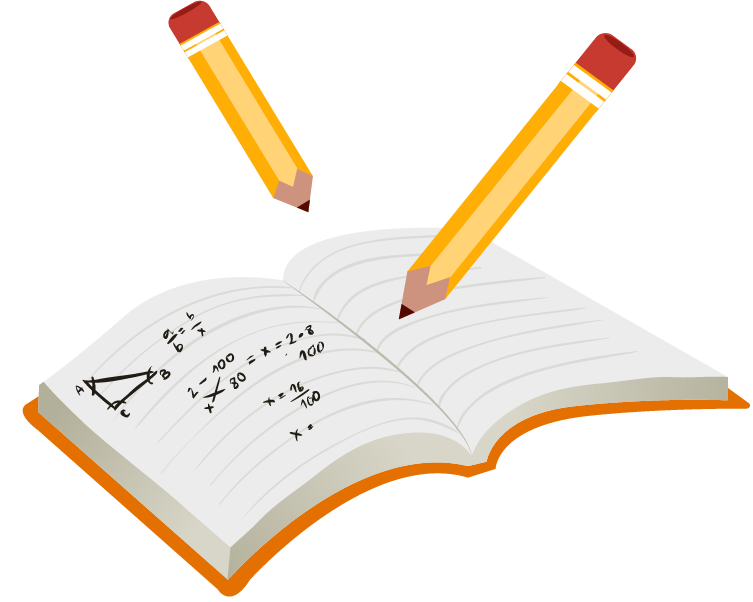 a/b = b/x
A B C
2 — 100
x 80 = x = 2.8/100
x = 16/100
x =